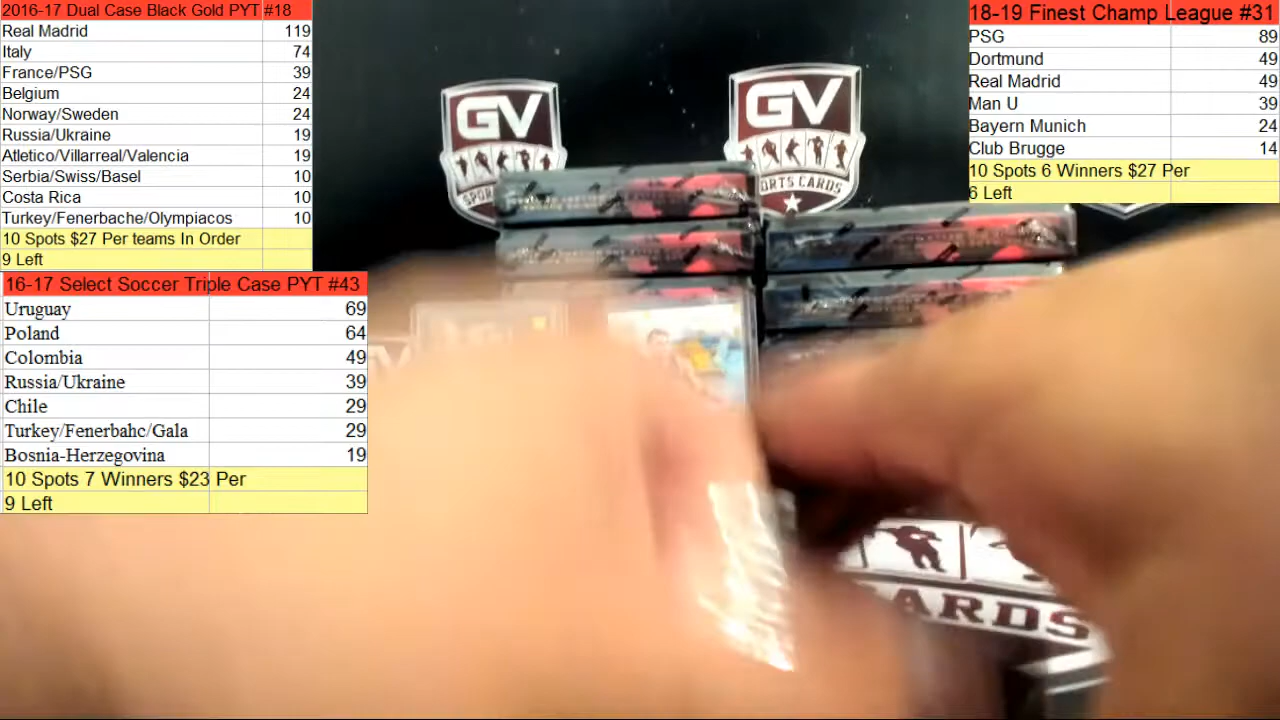 2016-17 Dual Case Black Gold PYT #18
Real Madrid 119
Italy 74
France/PSG 39
Belgium 24
Norway/Sweden 24
Russia/Ukraine 19
Atletico/Villarreal/Valencia 19
Serbia/Swiss/Basel 10
Costa Rica 10
Turkey/Fenerbache/Olympiacos 10
10 Spots $27 Per teams In Order
9 Left
16-17 Select Soccer Triple Case PYT #43
Uruguay 69
Poland 64
Colombia 49
Russia/Ukraine 39
Chile 29
Turkey/Fenerbahc/Gala 29
Bosnia-Herzegovina 19
10 Spots 7 Winners $23 Per
9 Left
18-19 Finest Champ League #31
PSG 89
Dortmund 49
Real Madrid 49
Man U 39
Bayern Munich 24
Club Brugge 14
10 Spots 6 Winners $27 Per
6 Left
GV
SPOR
GV
ORTS CARDS
ARDS